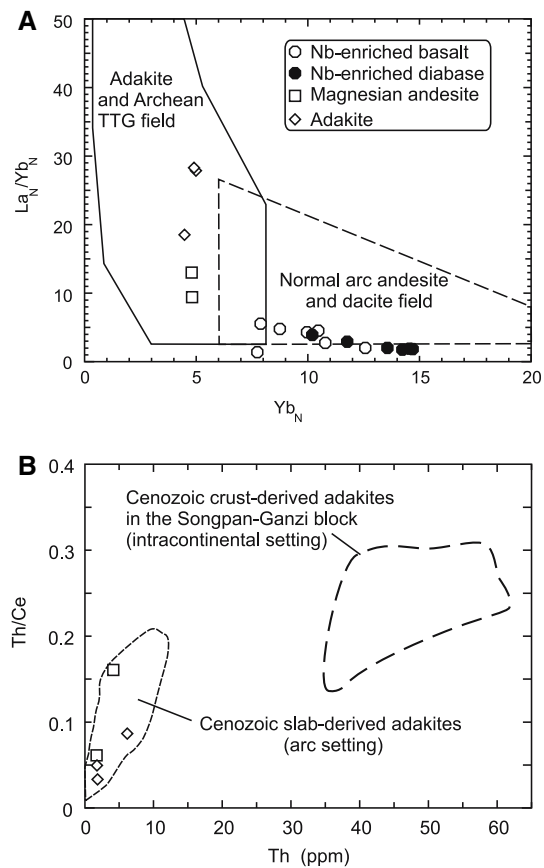 A
50
40
30
20
10
0
La_N/Yb_N
Adakite
and Archean
TTG field
Nb-enriched basalt
Nb-enriched diabase
Magnesian andesite
Adakite
Normal arc andesite
and dacite field
0 5 10 15 20
Yb_N
B
0.4
0.3
0.2
0.1
0
Th/Ce
Cenozoic crust-derived adakites
in the Songpan-Ganzi block
(intracontinental setting)
Cenozoic slab-derived adakites
(arc setting)
0 10 20 30 40 50 60
Th (ppm)